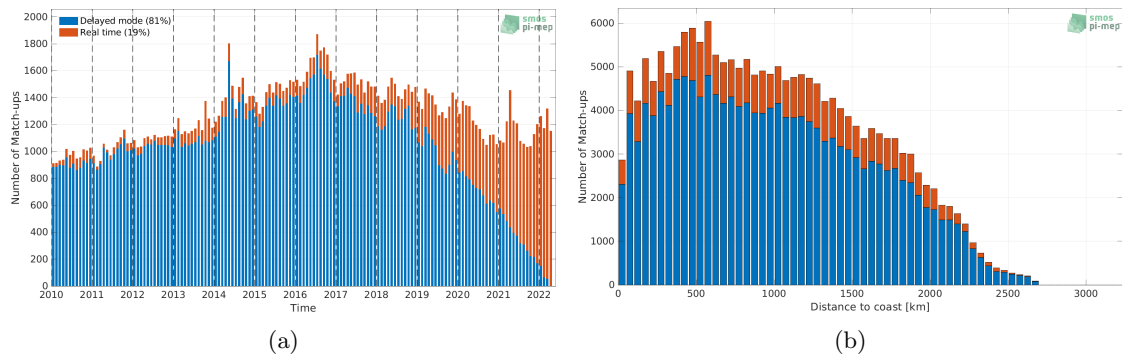 Delayed mode (81%)
Real time (19%)
smos
pi-mep
Number of Match-ups
2000
1800
1600
1400
1200
1000
800
600
400
200
0
2010 2011 2012 2013 2014 2015 2016 2017 2018 2019 2020 2021 2022
Time
(a)
smos
pi-mep
Number of Match-ups
6000
5000
4000
3000
2000
1000
0
0 500 1000 1500 2000 2500 3000
Distance to coast [km]
(b)